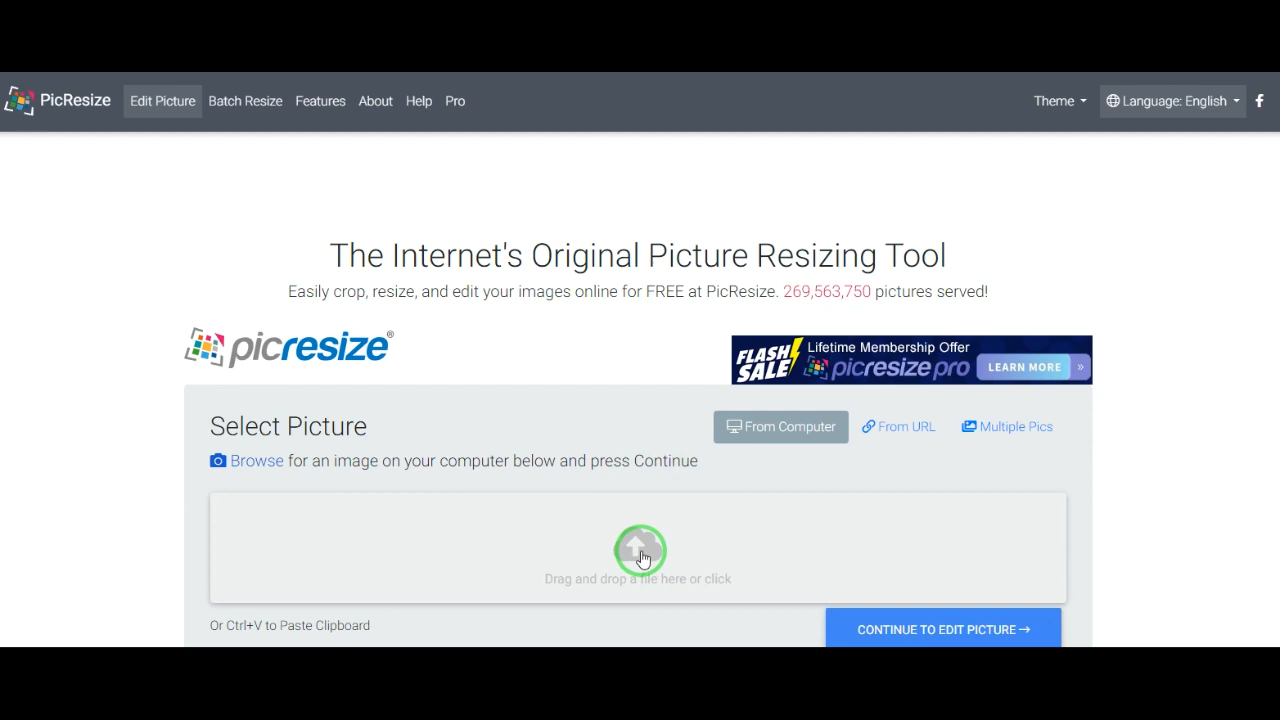 PicResize Edit Picture Batch Resize Features About Help Pro Theme Language: English
The Internet's Original Picture Resizing Tool
Easily crop, resize, and edit your images online for FREE at PicResize. 269,563,750 pictures served!
picresize®
FLASH SALE Lifetime Membership Offer
picresize pro LEARN MORE »
Select Picture From Computer From URL Multiple Pics
Browse for an image on your computer below and press Continue
Drag and drop a file here or click
Or Ctrl+V to Paste Clipboard
CONTINUE TO EDIT PICTURE →